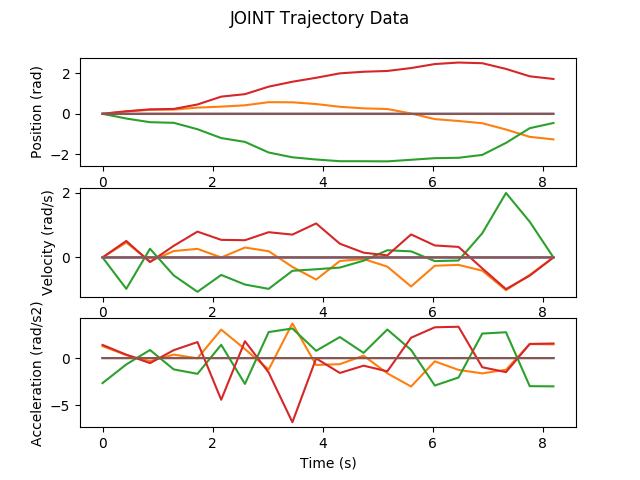 JOINT Trajectory Data
Position (rad)
2
0
−2
0 2 4 6 8
Velocity (rad/s)
2
0
0 2 4 6 8
Acceleration (rad/s2)
0
−5
0 2 4 6 8
Time (s)